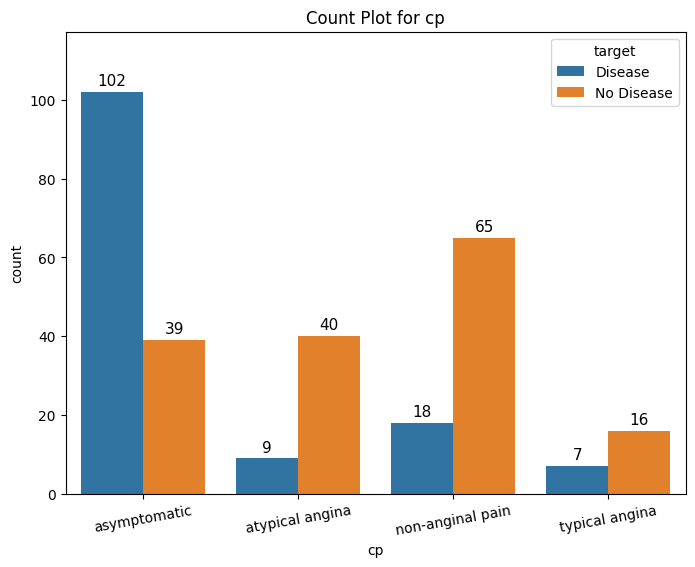 Count Plot for cp
target
Disease
No Disease
102
39
9
40
18
65
7
16
100
80
60
40
20
0
count
asymptomatic
atypical angina
non-anginal pain
typical angina
cp